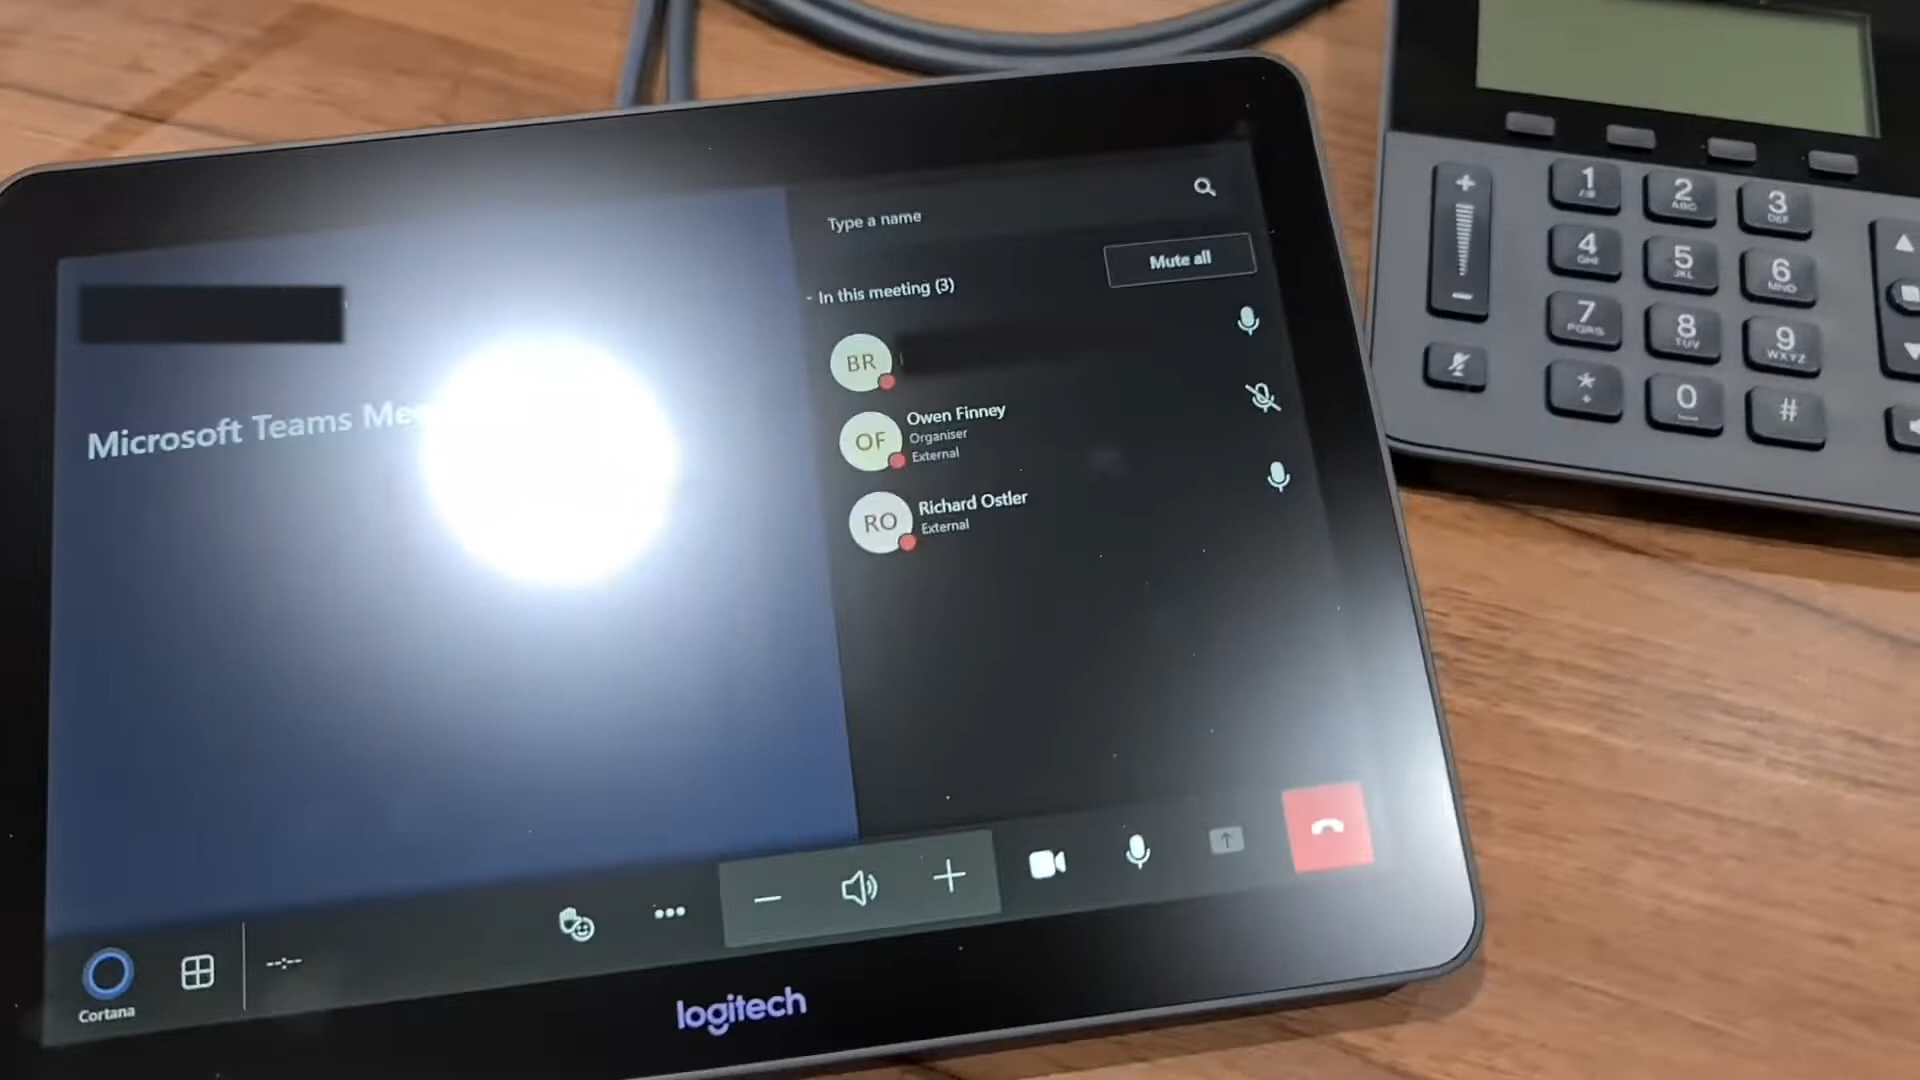 Type a name
Mute all
- In this meeting (3)
BR
OF
Owen Finney
Organiser
External
RO
Richard Ostler
External
Microsoft Teams
Cortana
--:--
logitech
+
-
1
2 ABC
3 DEF
4 GHI
5 JKL
6 MNO
7 PQRS
8 TUV
9 WXYZ
*
0
#